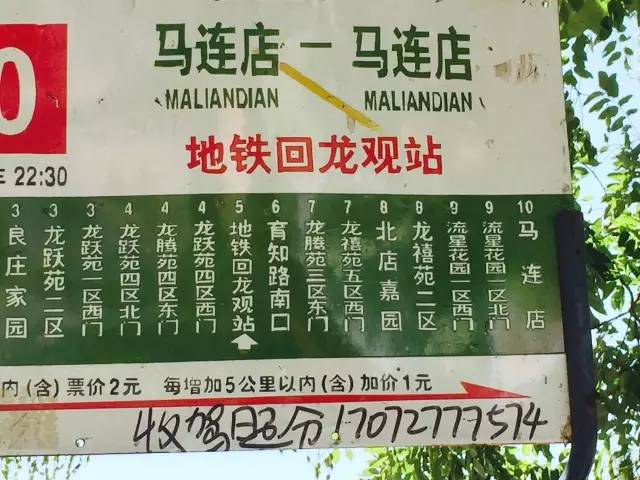 马连店 — 马连店
MALIANDIAN MALIANDIAN
0
地铁回龙观站
22:30
3 3 3 4 4 4 5 6 7 7 8 8 9 9 10
良庄家园
龙跃苑二区
龙跃苑二区西门
龙跃苑四区北门
龙腾苑四区东门
龙跃苑四区西门
地铁回龙观站
育知路南口
龙腾苑三区东门
龙禧苑五区西门
北店嘉园
龙禧苑二区
流星花园一区西门
流星花园一区北门
马连店
内(含)票价2元 每增加5公里以内(含)加价1元
收驾照分 17072777574